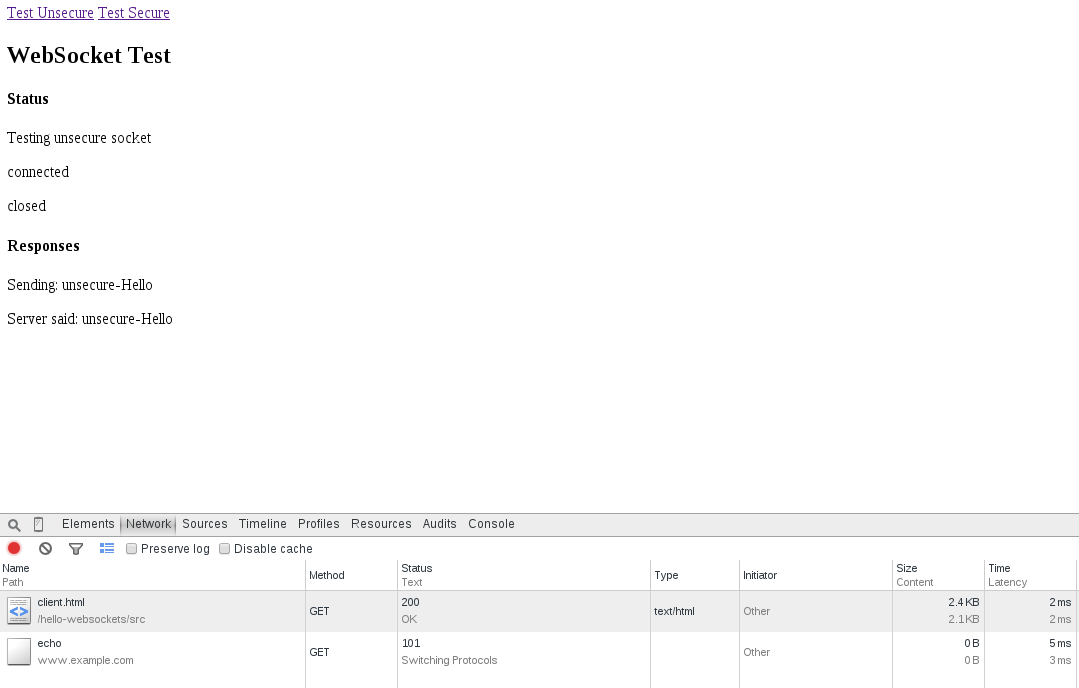 Test Unsecure Test Secure
WebSocket Test
Status
Testing unsecure socket
connected
closed
Responses
Sending: unsecure-Hello
Server said: unsecure-Hello
Elements Network Sources Timeline Profiles Resources Audits Console
Preserve log Disable cache
Name Path Method Status Text Type Initiator Size Content Time Latency
client.html GET 200 text/html Other 2.4 KB 2 ms
/hello-websockets/src OK 2.1 KB 2 ms
echo GET 101 Other 0 B 5 ms
www.example.com Switching Protocols 0 B 3 ms